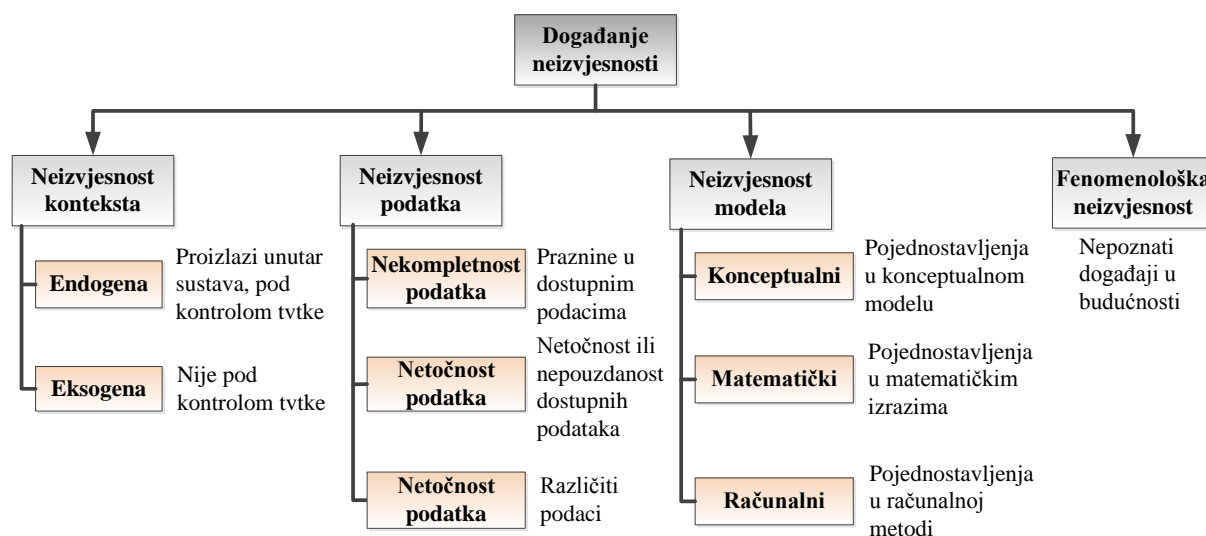 Događanje
neizvjesnosti
Neizvjesnost
konteksta
Endogena
Proizlazi unutar
sustava, pod
kontrolom tvtke
Eksogena
Nije pod
kontrolom tvtke
Neizvjesnost
podatka
Nekompletnost
podatka
Praznine u
dostupnim
podacima
Netočnost
podatka
Netočnost ili
nepouzdanost
dostupnih
podataka
Netočnost
podatka
Različiti
podaci
Neizvjesnost
modela
Konceptualni
Pojednostavljenja
u konceptualnom
modelu
Matematički
Pojednostavljenja
u matematičkim
izrazima
Računalni
Pojednostavljenja
u računalnoj
metodi
Fenomenološka
neizvjesnost
Nepoznati
događaji u
budućnosti